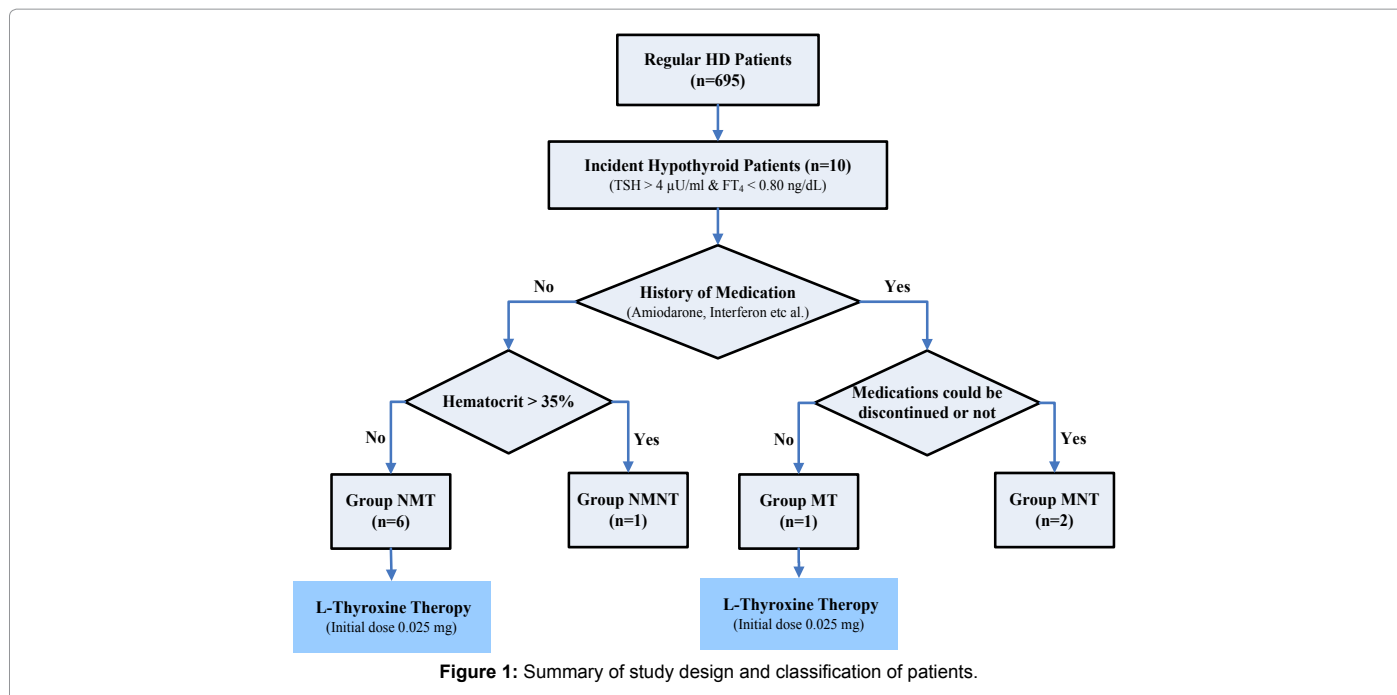 Regular HD Patients
(n=695)
Incident Hypothyroid Patients (n=10)
(TSH > 4 µU/ml & FT₄ < 0.80 ng/dL)
No
Yes
History of Medication
(Amiodarone, Interferon etc al.)
Hematocrit > 35%
Medications could be
discontinued or not
No
Yes
No
Yes
Group NMT
(n=6)
Group NMNT
(n=1)
Group MT
(n=1)
Group MNT
(n=2)
L-Thyroxine Theropy
(Initial dose 0.025 mg)
L-Thyroxine Theropy
(Initial dose 0.025 mg)
Figure 1: Summary of study design and classification of patients.